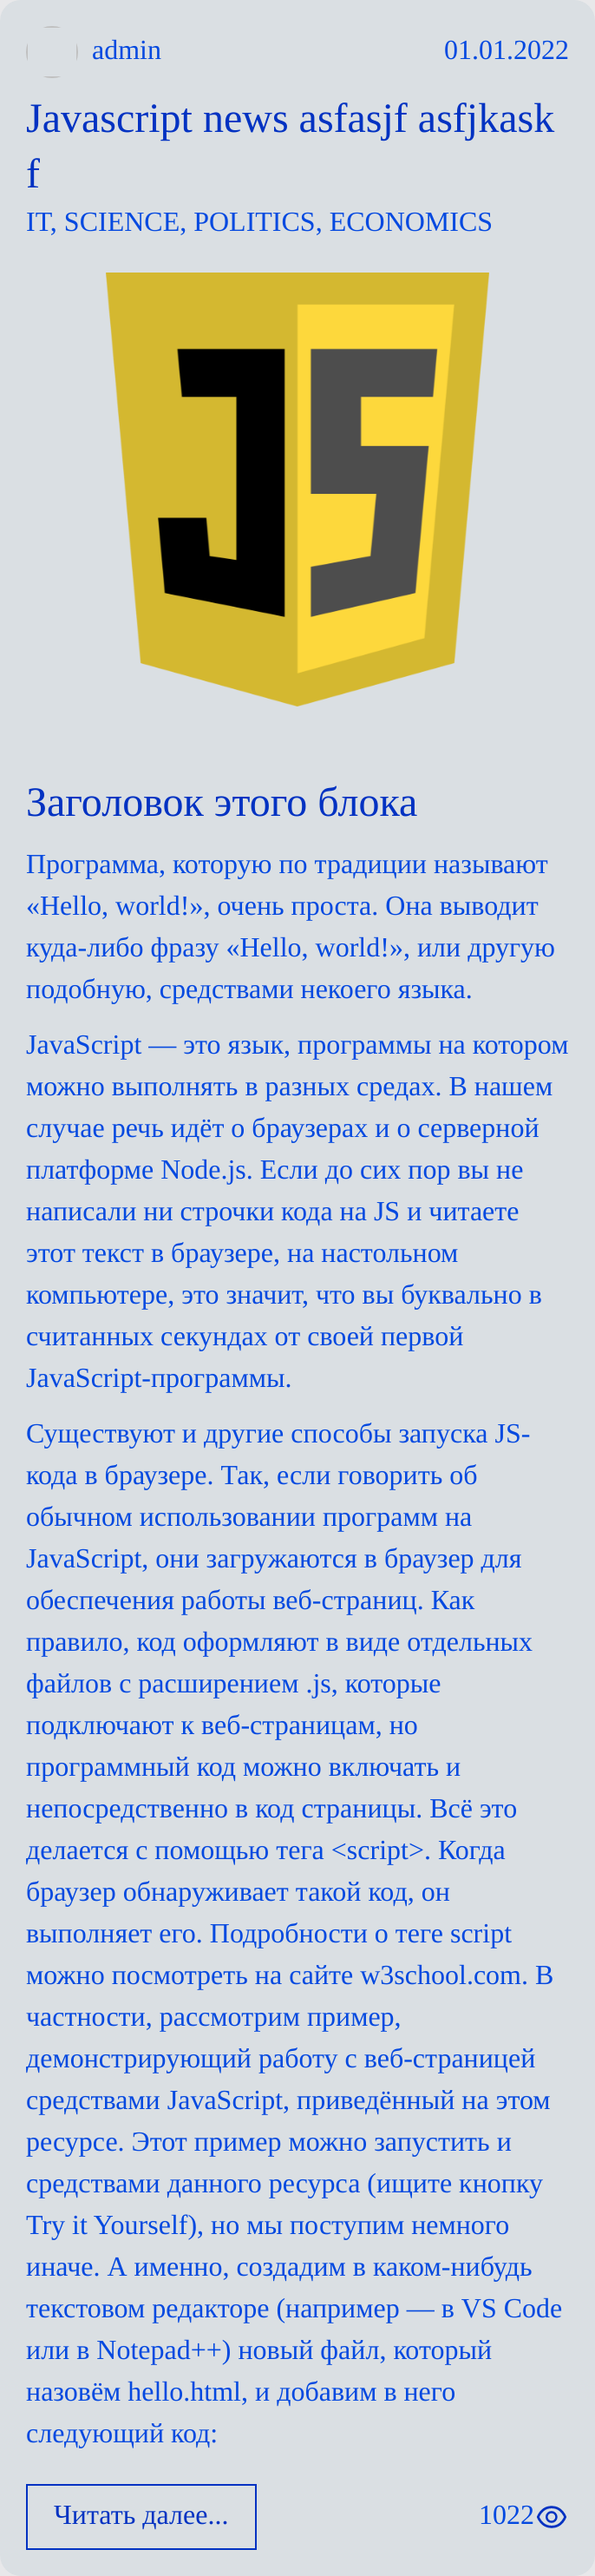 admin 01.01.2022
Javascript news asfasjf asfjkask
f
IT, SCIENCE, POLITICS, ECONOMICS
JS
Заголовок этого блока
Программа, которую по традиции называют
«Hello, world!», очень проста. Она выводит
куда-либо фразу «Hello, world!», или другую
подобную, средствами некоего языка.
JavaScript — это язык, программы на котором
можно выполнять в разных средах. В нашем
случае речь идёт о браузерах и о серверной
платформе Node.js. Если до сих пор вы не
написали ни строчки кода на JS и читаете
этот текст в браузере, на настольном
компьютере, это значит, что вы буквально в
считанных секундах от своей первой
JavaScript-программы.
Существуют и другие способы запуска JS-
кода в браузере. Так, если говорить об
обычном использовании программ на
JavaScript, они загружаются в браузер для
обеспечения работы веб-страниц. Как
правило, код оформляют в виде отдельных
файлов с расширением .js, которые
подключают к веб-страницам, но
программный код можно включать и
непосредственно в код страницы. Всё это
делается с помощью тега <script>. Когда
браузер обнаруживает такой код, он
выполняет его. Подробности о теге script
можно посмотреть на сайте w3school.com. В
частности, рассмотрим пример,
демонстрирующий работу с веб-страницей
средствами JavaScript, приведённый на этом
ресурсе. Этот пример можно запустить и
средствами данного ресурса (ищите кнопку
Try it Yourself), но мы поступим немного
иначе. А именно, создадим в каком-нибудь
текстовом редакторе (например — в VS Code
или в Notepad++) новый файл, который
назовём hello.html, и добавим в него
следующий код:
Читать далее... 1022